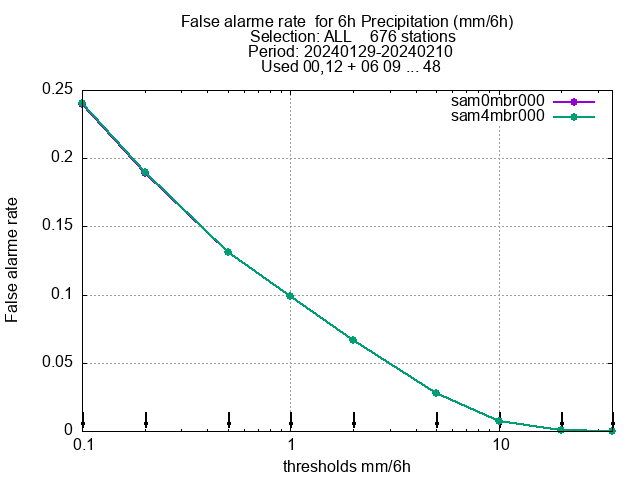 False alarme rate  for 6h Precipitation (mm/6h)
Selection: ALL    676 stations
Period: 20240129-20240210
Used 00,12 + 06 09 ... 48
sam0mbr000
sam4mbr000
0.25
0.2
0.15
0.1
0.05
0
False alarme rate
0.1
1
10
thresholds mm/6h